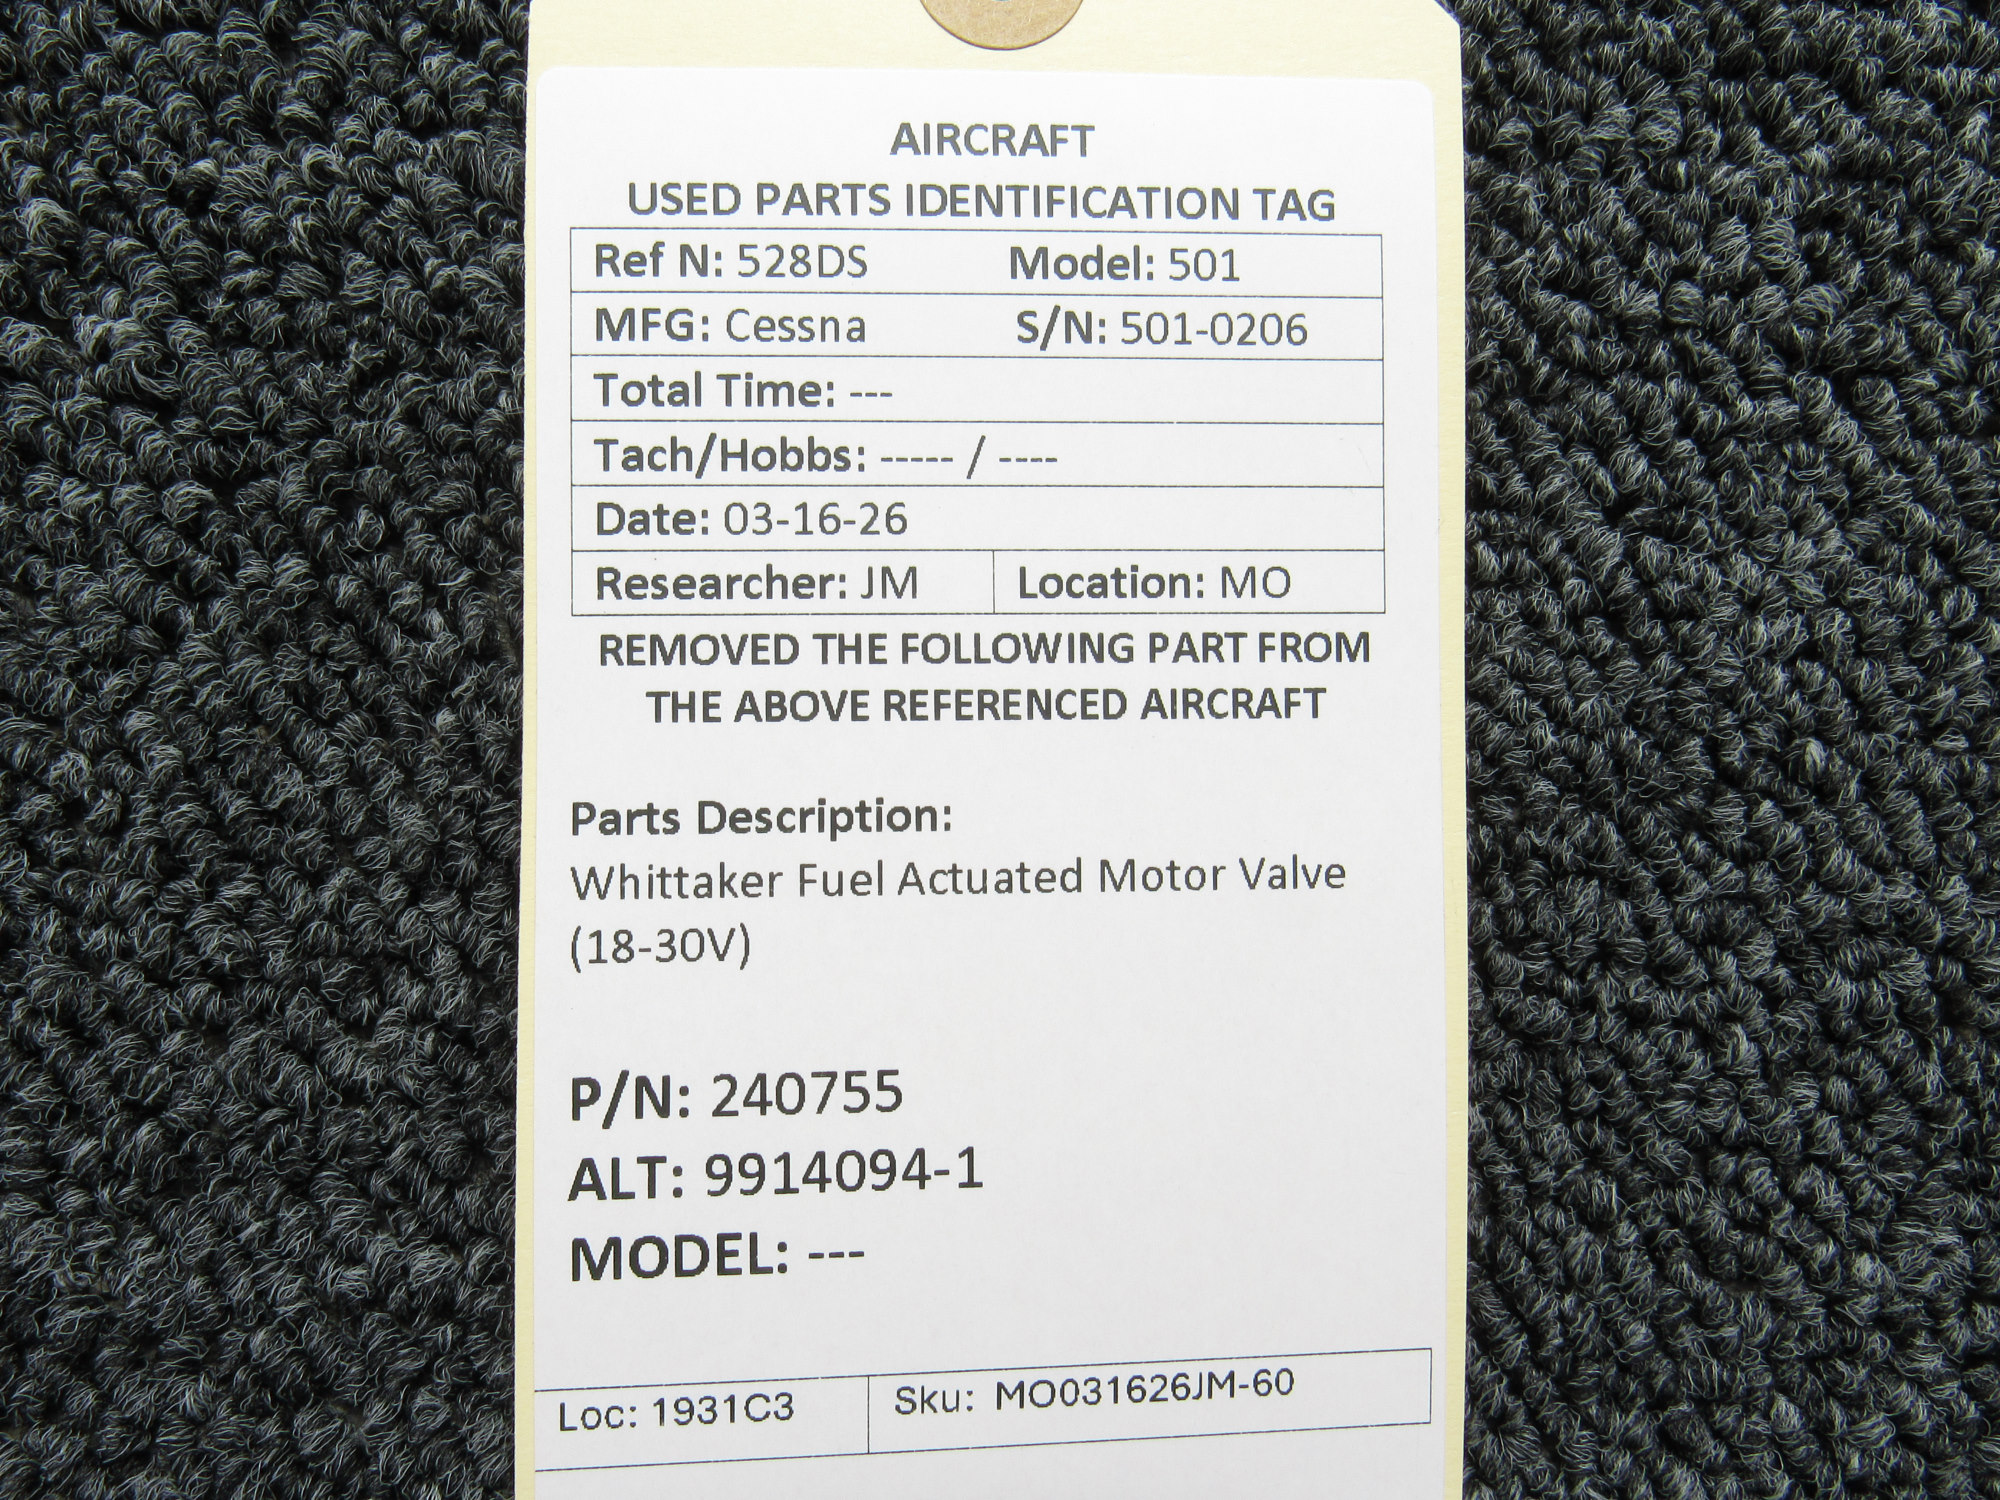 AIRCRAFT
USED PARTS IDENTIFICATION TAG
Ref N: 528DS Model: 501
MFG: Cessna S/N: 501-0206
Total Time: ---
Tach/Hobbs: ----- / ----
Date: 03-16-26
Researcher: JM Location: MO
REMOVED THE FOLLOWING PART FROM
THE ABOVE REFERENCED AIRCRAFT
Parts Description:
Whittaker Fuel Actuated Motor Valve
(18-30V)
P/N: 240755
ALT: 9914094-1
MODEL: ---
Loc: 1931C3 Sku: MO031626JM-60